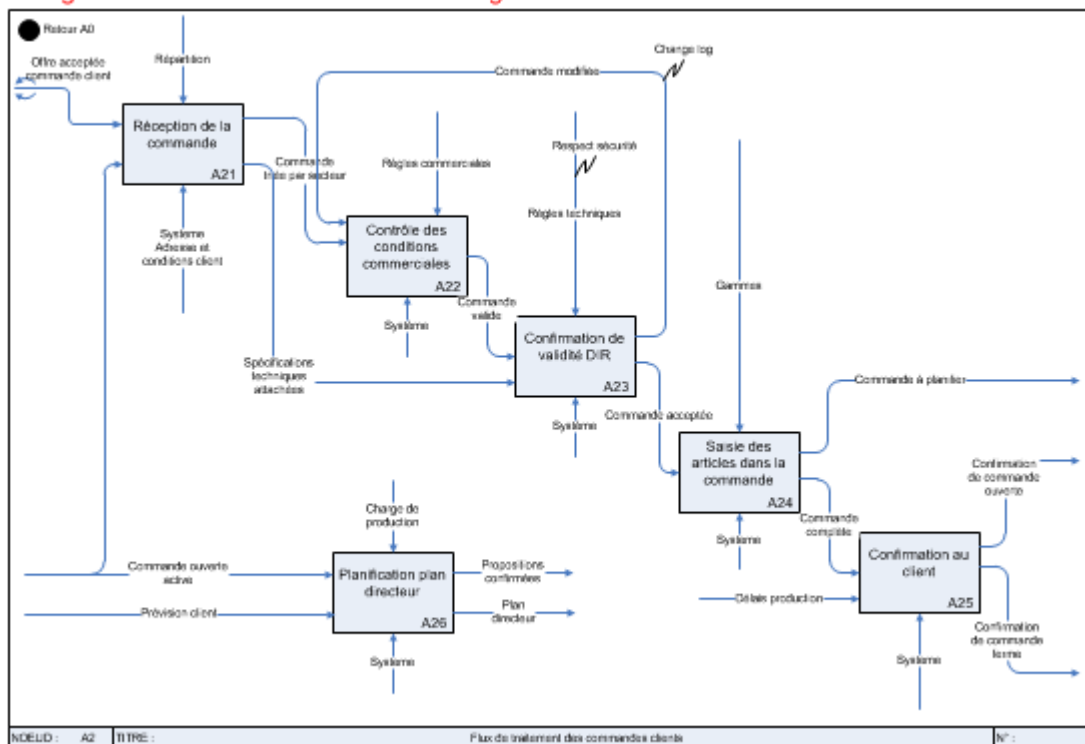 Retour A0
Offre acceptée
commande client
Répartition
Change log
Commande modifiée
Réception de la
commande
A21
Commande
triée par secteur
Règles commerciales
Respect sécurité
Règles techniques
Système
Adresse et
conditions client
Contrôle des
conditions
commerciales
A22
Commande
valide
Système
Gammes
Confirmation de
validité DIR
A23
Spécifications
techniques
attachées
Système
Commande acceptée
Commande à planifier
Saisie des
articles dans la
commande
A24
Confirmation
de commande
ouverte
Charge de
production
Système
Commande
complète
Commande ouverte
active
Planification plan
directeur
A26
Propositions
confirmées
Confirmation au
client
A25
Prévision client
Plan
directeur
Délais production
Confirmation
de commande
ferme
Système
Système
NOEUD : A2
TITRE :
Flux de traitement des commandes clients
N° :